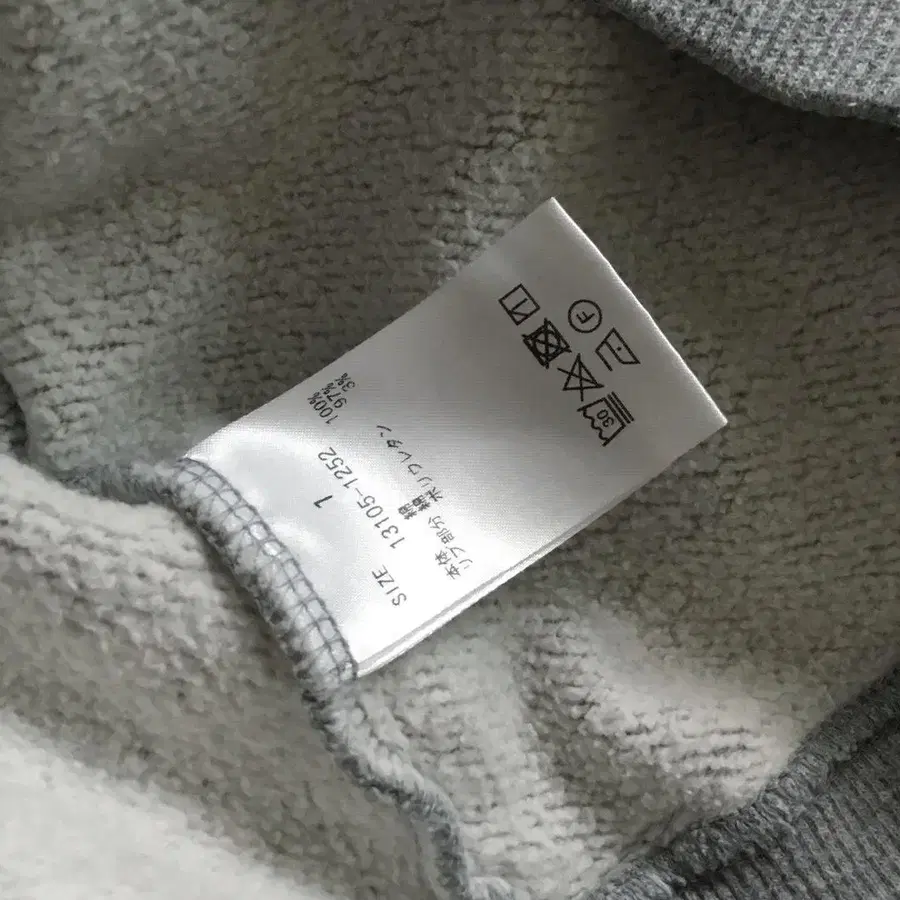 SIZE 1
13105-1252
本体 綿 100%
リブ部分 綿 97%
ポリウレタン 3%
30
F